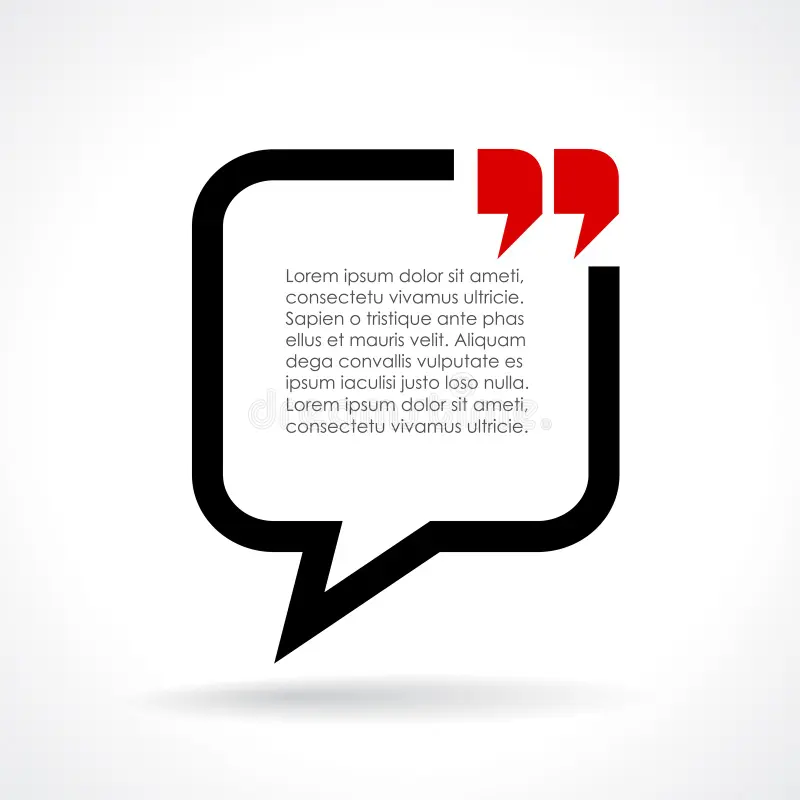 Lorem ipsum dolor sit ameti,
consectetu vivamus ultricie.
Sapien o tristique ante phas
ellus et mauris velit. Aliquam
dega convallis vulputate es
ipsum iaculisi justo loso nulla.
Lorem ipsum dolor sit ameti,
consectetu vivamus ultricie.